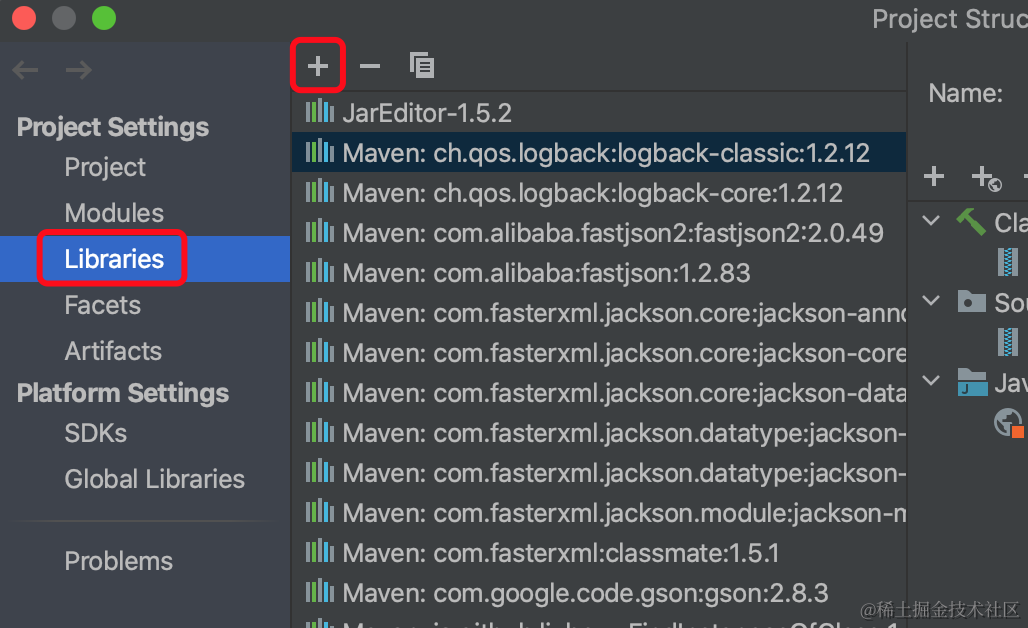 Project Struc
Project Settings
Project
Modules
Libraries
Facets
Artifacts
Platform Settings
SDKs
Global Libraries
Problems
JarEditor-1.5.2
Maven: ch.qos.logback:logback-classic:1.2.12
Maven: ch.qos.logback:logback-core:1.2.12
Maven: com.alibaba.fastjson2:fastjson2:2.0.49
Maven: com.alibaba:fastjson:1.2.83
Maven: com.fasterxml.jackson.core:jackson-anno
Maven: com.fasterxml.jackson.core:jackson-core
Maven: com.fasterxml.jackson.core:jackson-data
Maven: com.fasterxml.jackson.datatype:jackson-
Maven: com.fasterxml.jackson.datatype:jackson-
Maven: com.fasterxml.jackson.module:jackson-m
Maven: com.fasterxml:classmate:1.5.1
Maven: com.google.code.gson:gson:2.8.3
Name:
Cla
Sou
Jav
@稀土掘金技术社区